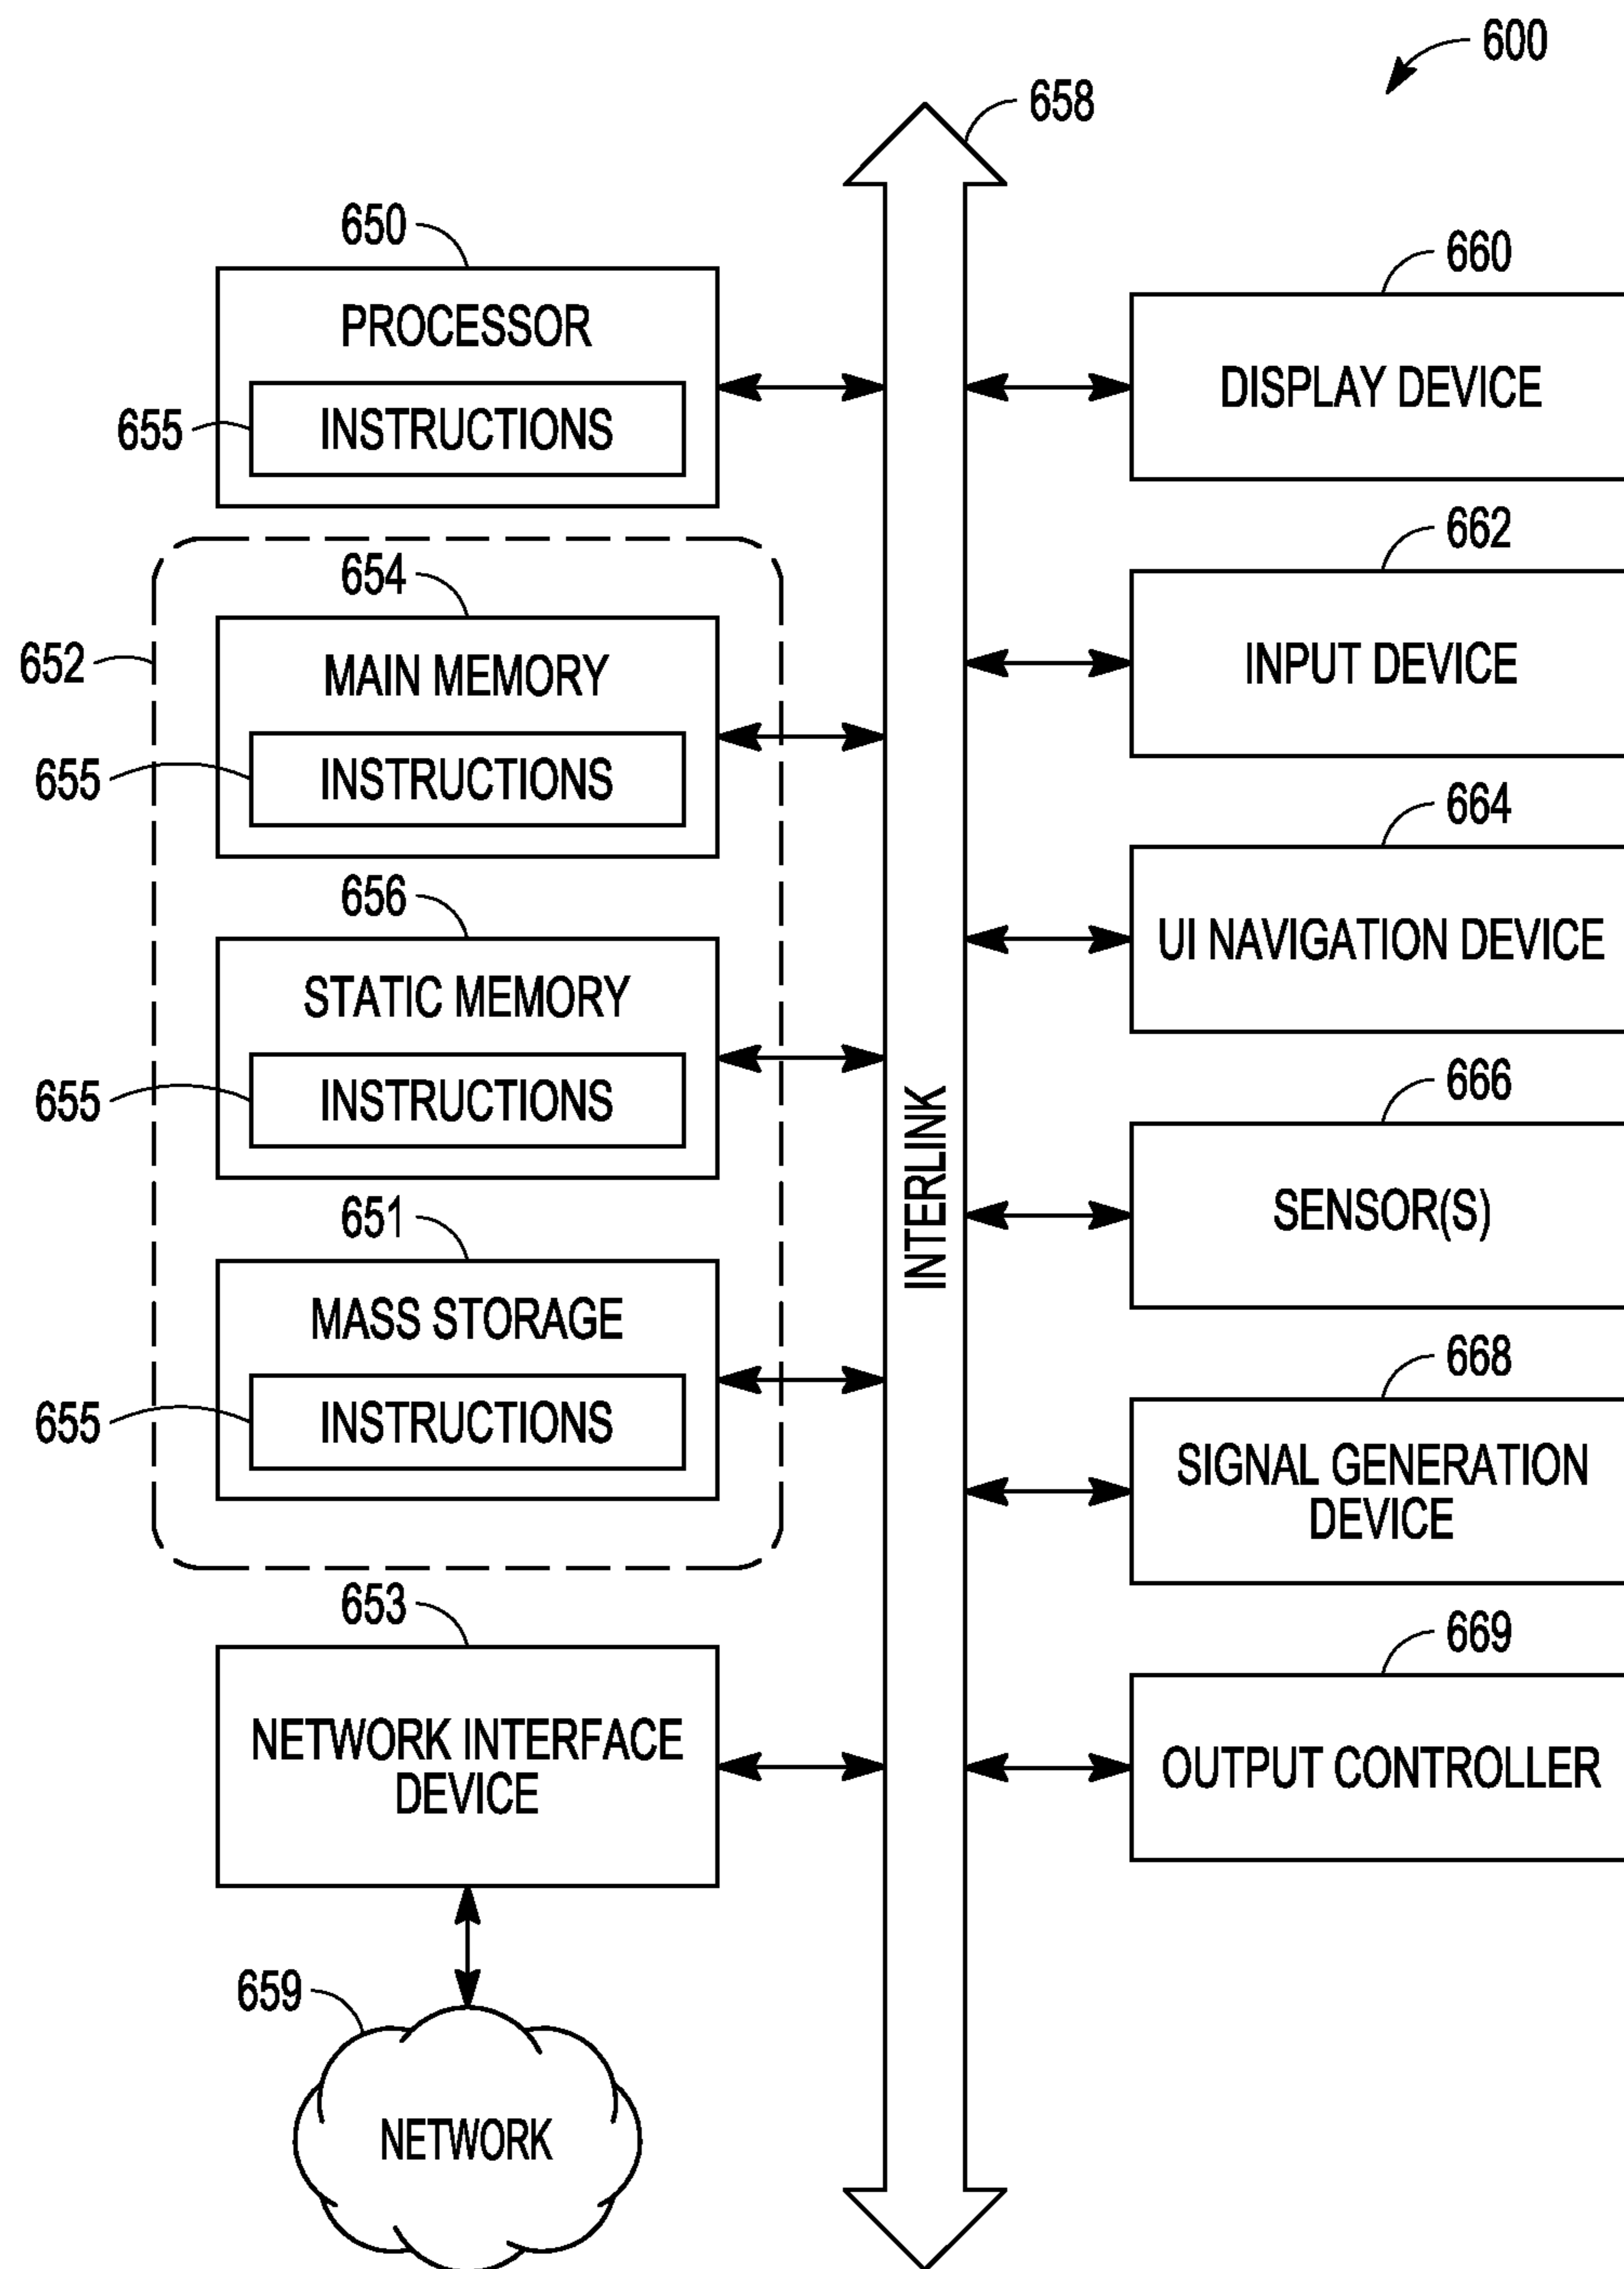 600
658
650
PROCESSOR
655
INSTRUCTIONS
652
654
MAIN MEMORY
655
INSTRUCTIONS
656
STATIC MEMORY
655
INSTRUCTIONS
651
MASS STORAGE
655
INSTRUCTIONS
653
NETWORK INTERFACE
DEVICE
659
NETWORK
INTERLINK
660
DISPLAY DEVICE
662
INPUT DEVICE
664
UI NAVIGATION DEVICE
666
SENSOR(S)
668
SIGNAL GENERATION
DEVICE
669
OUTPUT CONTROLLER